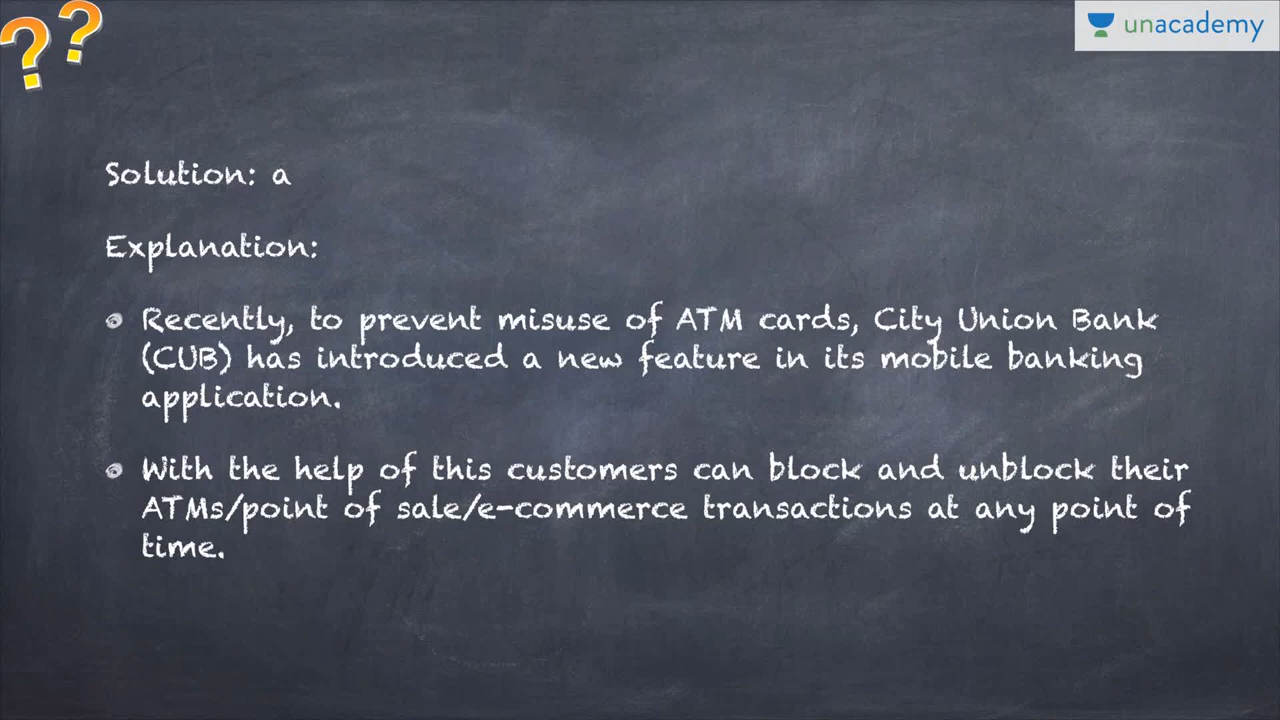 unacademy
Solution: a
Explanation:
Recently, to prevent misuse of ATM cards, City Union Bank
(CUB) has introduced a new feature in its mobile banking
application.
With the help of this customers can block and unblock their
ATMs/point of sale/e-commerce transactions at any point of
time.